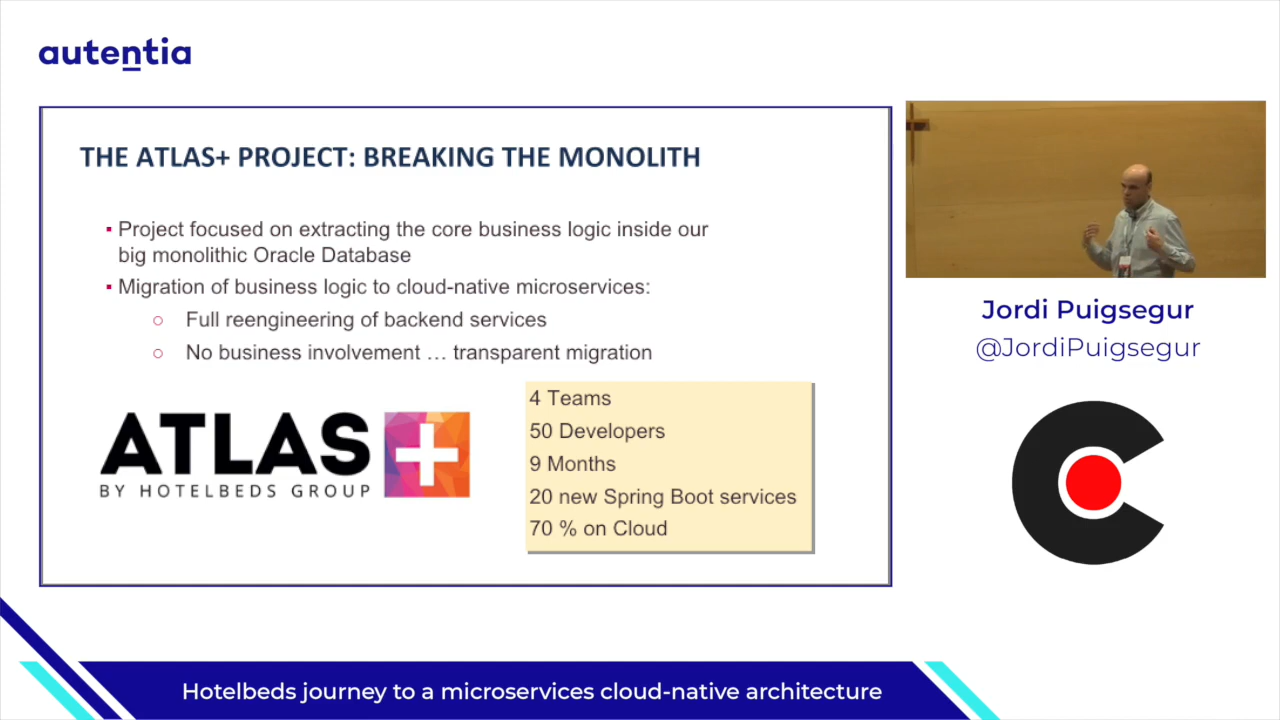 autentia
THE ATLAS+ PROJECT: BREAKING THE MONOLITH
▪ Project focused on extracting the core business logic inside our
big monolithic Oracle Database
▪ Migration of business logic to cloud-native microservices:
○ Full reengineering of backend services
○ No business involvement … transparent migration
ATLAS+
BY HOTELBEDS GROUP
4 Teams
50 Developers
9 Months
20 new Spring Boot services
70 % on Cloud
Jordi Puigsegur
@JordiPuigsegur
Hotelbeds journey to a microservices cloud-native architecture